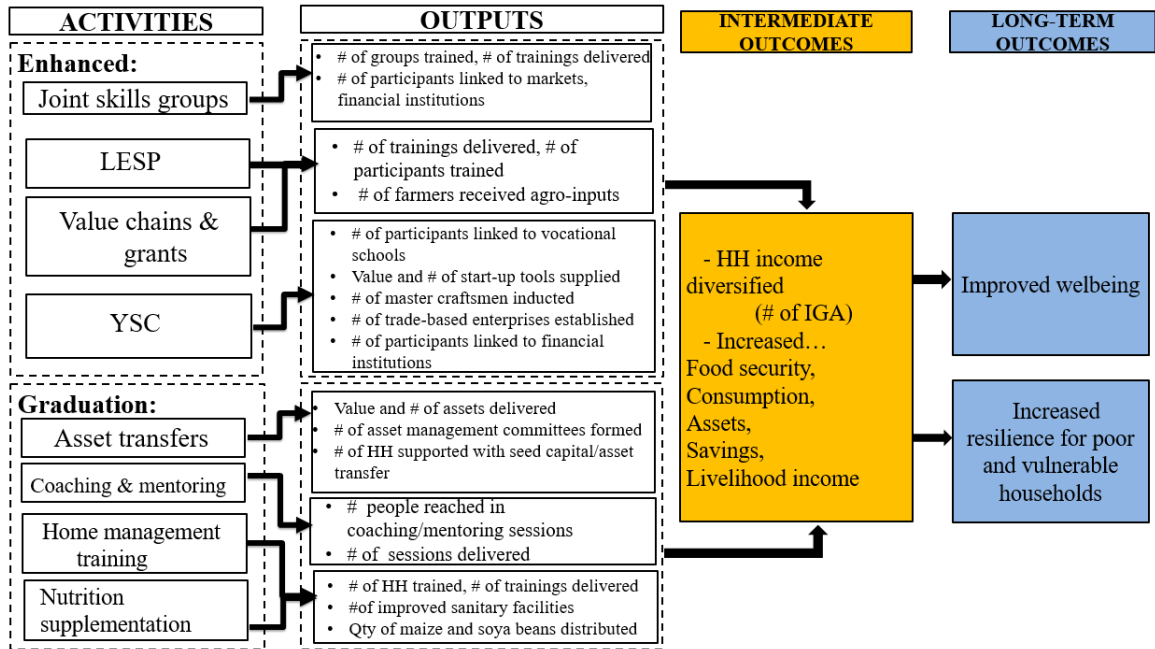 ACTIVITIES
Enhanced:
Joint skills groups
LESP
Value chains &
grants
YSC
Graduation:
Asset transfers
Coaching & mentoring
Home management
training
Nutrition
supplementation
OUTPUTS
• # of groups trained, # of trainings delivered
• # of participants linked to markets,
financial institutions
• # of trainings delivered, # of
participants trained
• # of farmers received agro-inputs
• # of participants linked to vocational
schools
• Value and # of start-up tools supplied
• # of master craftsmen inducted
• # of trade-based enterprises established
• # of participants linked to financial
institutions
• Value and # of assets delivered
• # of asset management committees formed
• # of HH supported with seed capital/asset
transfer
• # people reached in
coaching/mentoring sessions
• # of sessions delivered
• # of HH trained, # of trainings delivered
• #of improved sanitary facilities
• Qty of maize and soya beans distributed
INTERMEDIATE
OUTCOMES
- HH income
diversified
(# of IGA)
- Increased…
Food security,
Consumption,
Assets,
Savings,
Livelihood income
LONG-TERM
OUTCOMES
Improved welbeing
Increased
resilience for poor
and vulnerable
households